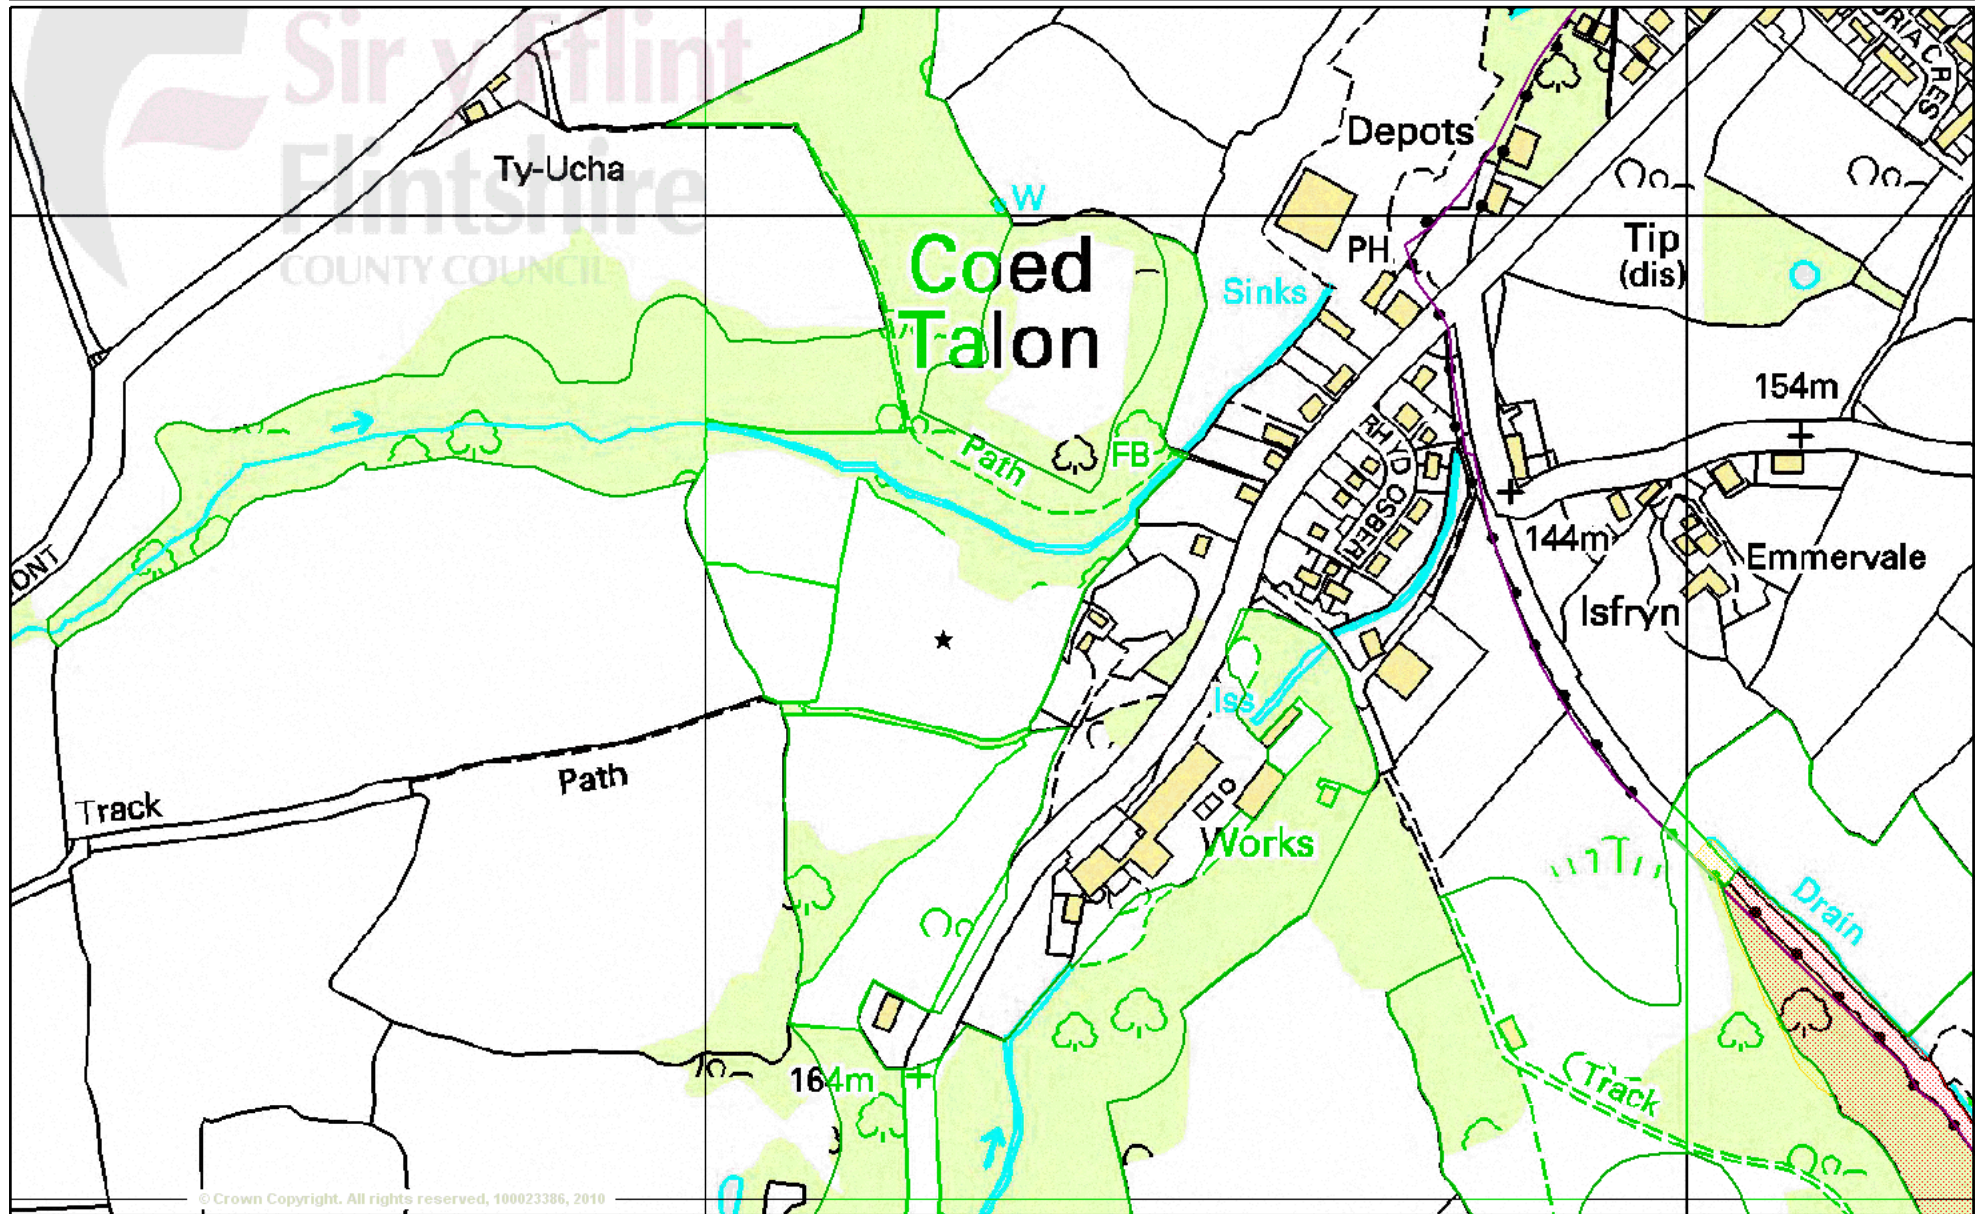 Sir y Fflint
Flintshire
COUNTY COUNCIL
Ty-Ucha
W
Depots
PH
Coed
Talon
Sinks
Tip
(dis)
154m
Path
FB
RHYD OSBER
144m
Emmervale
Isfryn
ONT
Iss
Path
Track
Works
Drain
164m
Track
© Crown Copyright. All rights reserved, 100023386, 2010